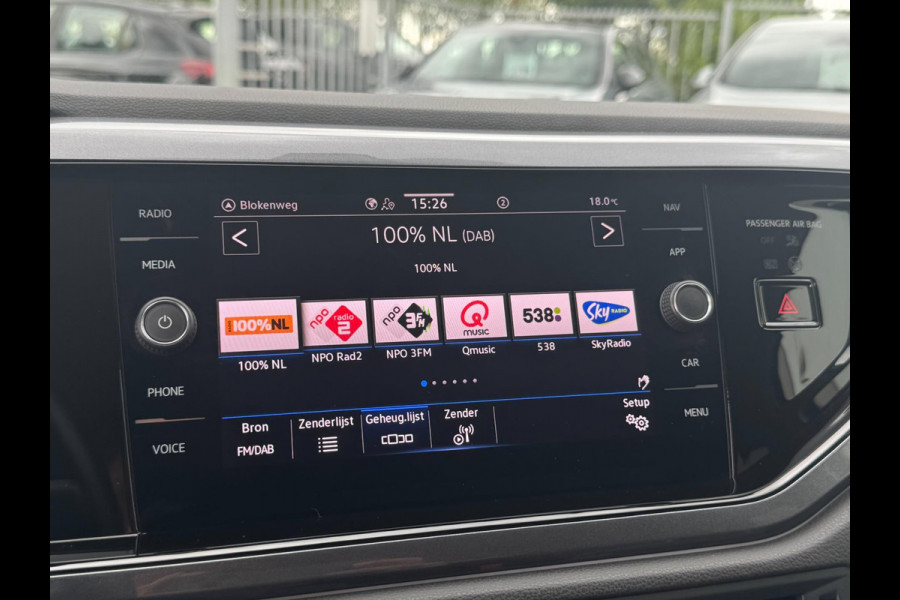 RADIO
MEDIA
PHONE
VOICE
Blokenweg
15:26
2
18.0°C
100% NL (DAB)
100% NL
100%NL
npo radio 2
npo 3FM
Q music
538
Sky RADIO
100% NL
NPO Rad2
NPO 3FM
Qmusic
538
SkyRadio
Bron
FM/DAB
Zenderlijst
Geheug.lijst
Zender
Setup
NAV
APP
CAR
MENU
PASSENGER AIR BAG
OFF